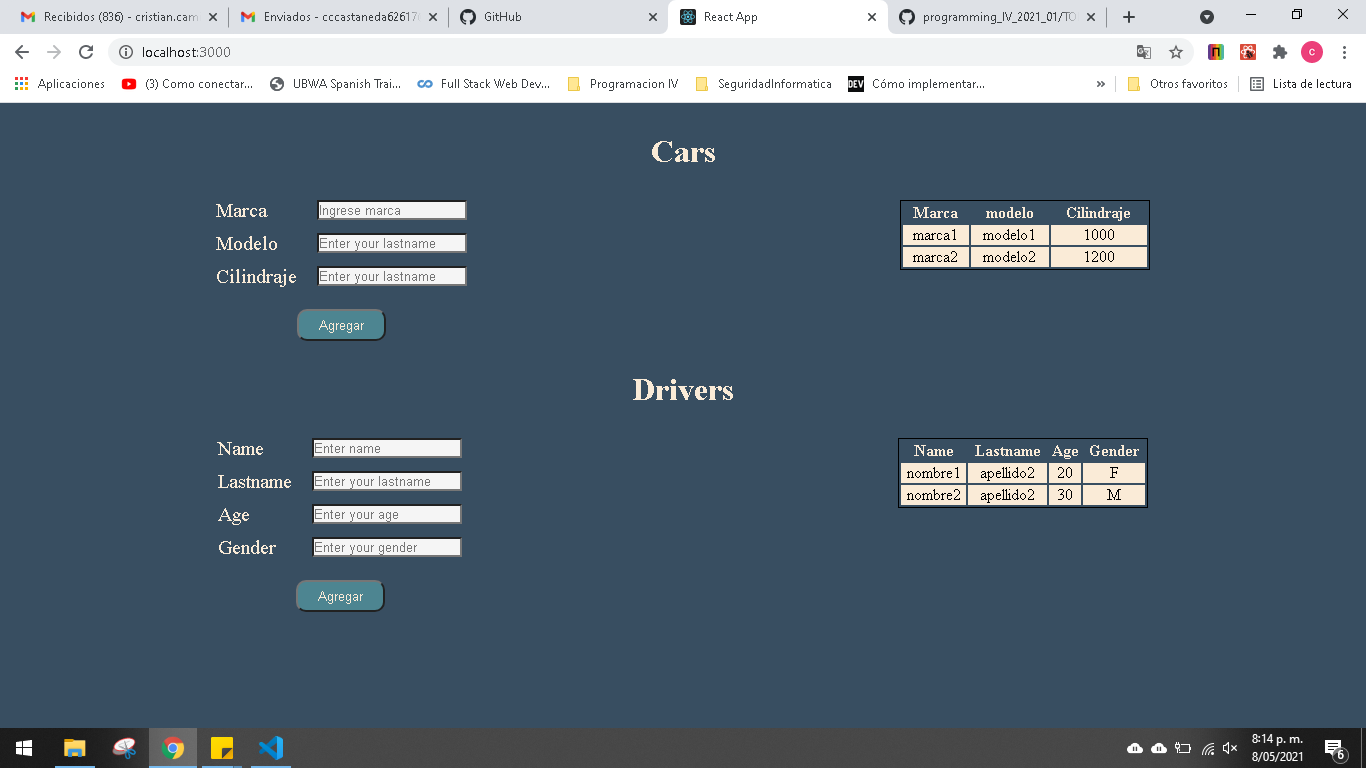 Recibidos (836) - cristian.cam
Enviados - cccastaneda62617
GitHub
React App
programming_IV_2021_01/TO
localhost:3000
c
Aplicaciones
(3) Como conectar...
UBWA Spanish Trai...
Full Stack Web Dev...
Programacion IV
SeguridadInformatica
DEV
Cómo implementar...
»
Otros favoritos
Lista de lectura
Cars
Marca Ingrese marca
Modelo Enter your lastname
Cilindraje Enter your lastname
Agregar
Marca modelo Cilindraje
marca1 modelo1 1000
marca2 modelo2 1200
Drivers
Name Enter name
Lastname Enter your lastname
Age Enter your age
Gender Enter your gender
Agregar
Name Lastname Age Gender
nombre1 apellido2 20 F
nombre2 apellido2 30 M
8:14 p. m.
8/05/2021
6